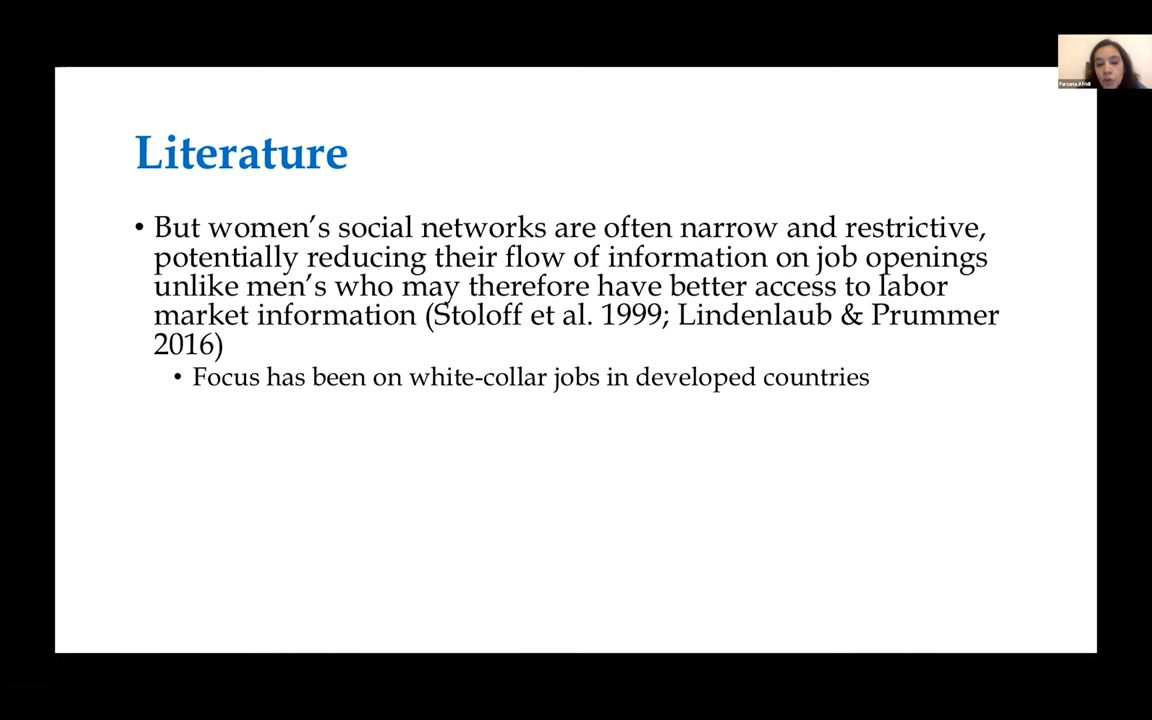 Farzana Afridi
Literature
• But women’s social networks are often narrow and restrictive,
potentially reducing their flow of information on job openings
unlike men’s who may therefore have better access to labor
market information (Stoloff et al. 1999; Lindenlaub & Prummer
2016)
• Focus has been on white-collar jobs in developed countries